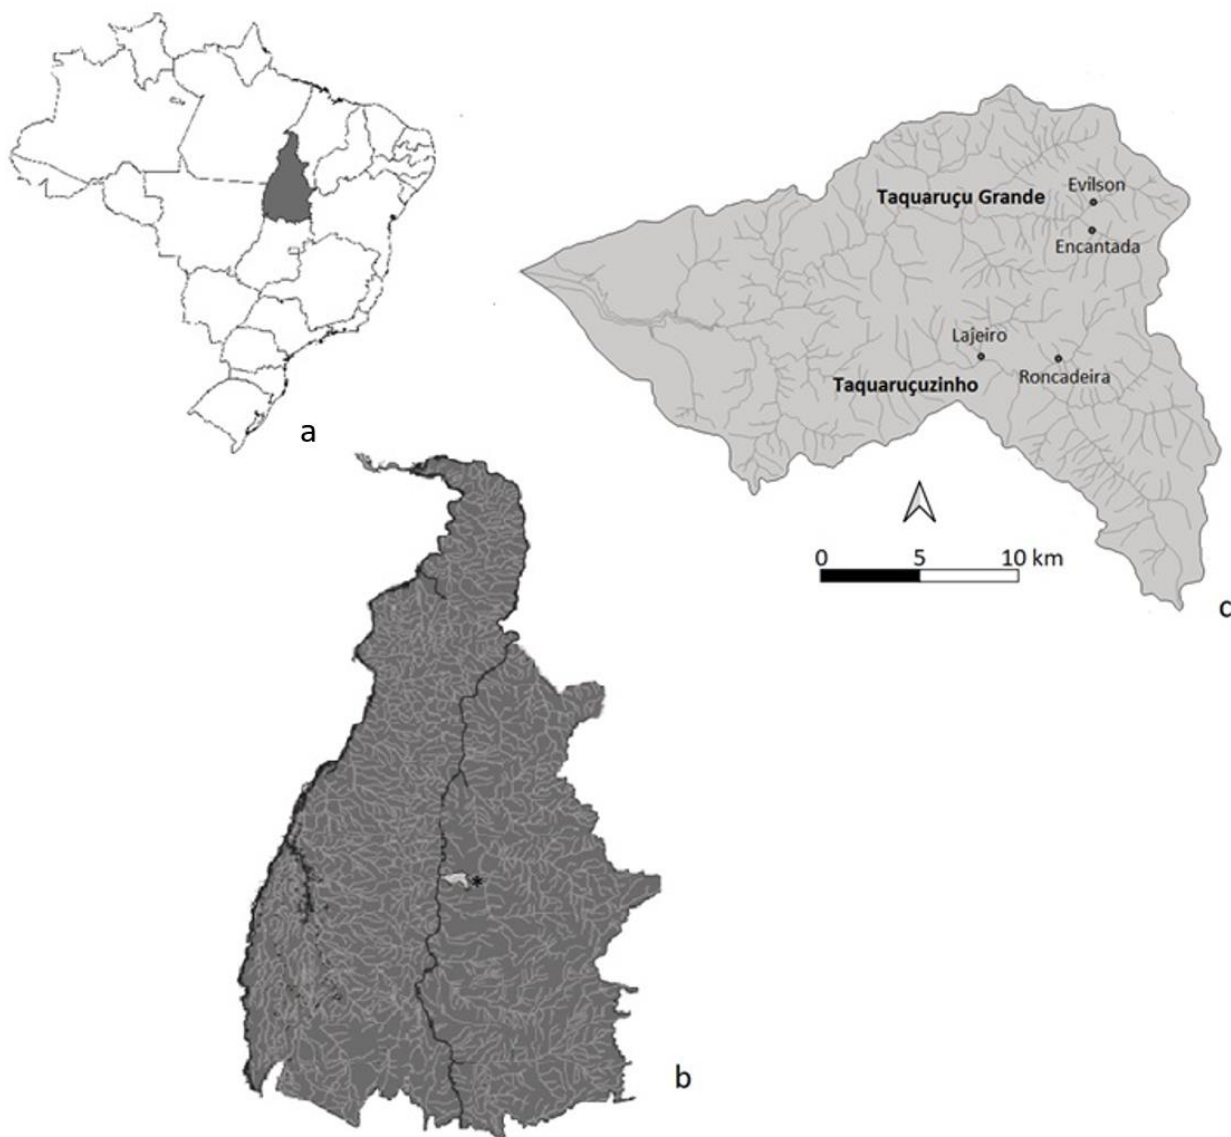 Taquaruçu Grande
Evilson
Encantada
Lajeiro
Roncadeira
Taquaruçuzinho
a
0 5 10 km
c
*
b